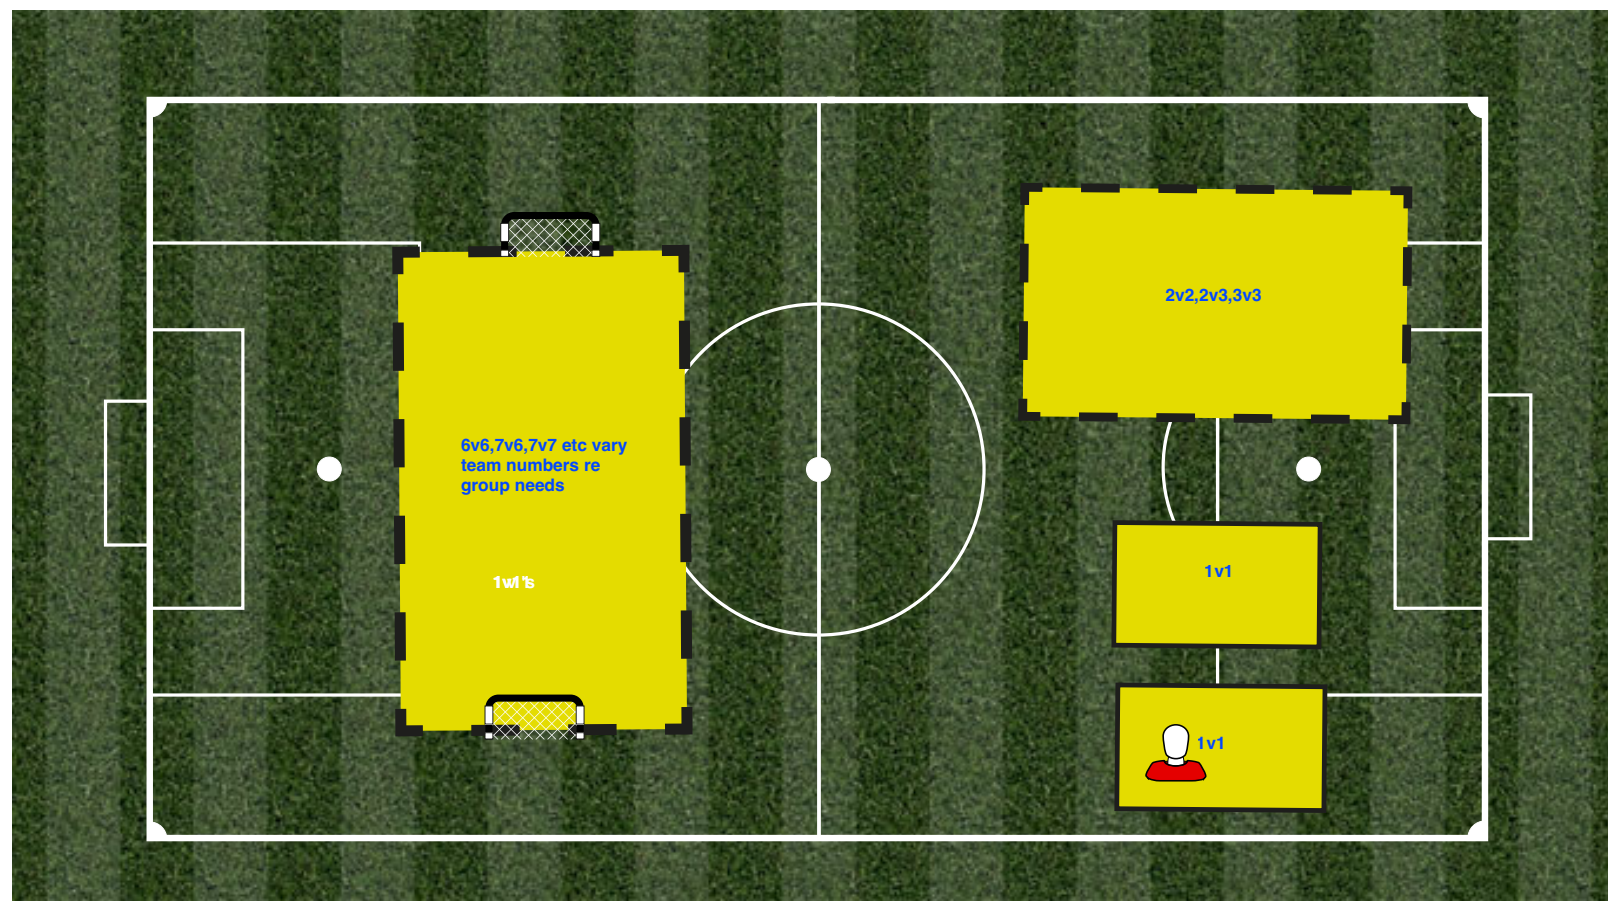 6v6,7v6,7v7 etc vary
team numbers re
group needs
2v2,2v3,3v3
1v1
1v1